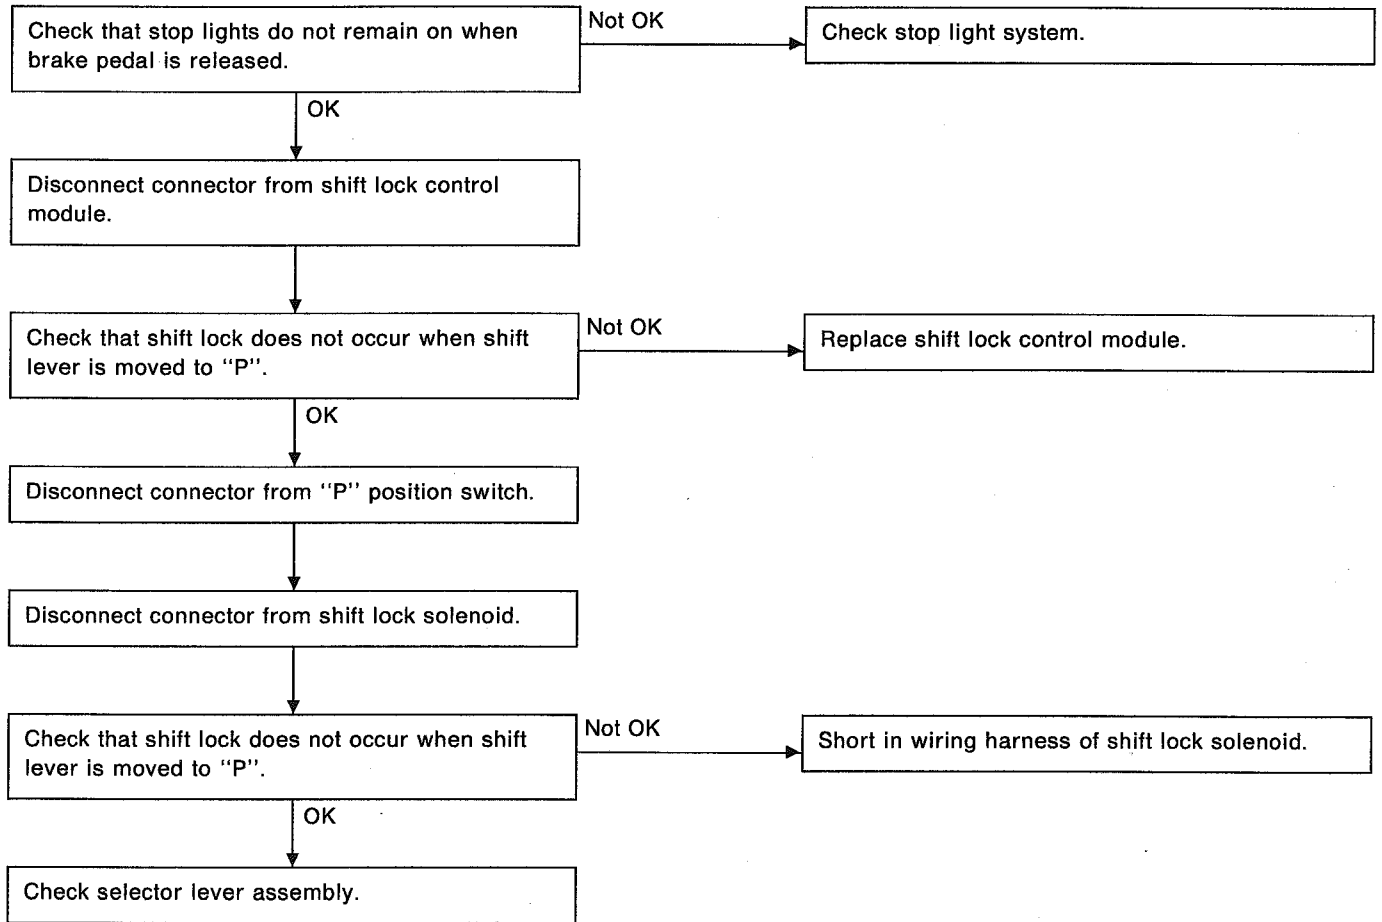 Check that stop lights do not remain on when
brake pedal is released.
Not OK
Check stop light system.
OK
Disconnect connector from shift lock control
module.
Check that shift lock does not occur when shift
lever is moved to “P”.
Not OK
Replace shift lock control module.
OK
Disconnect connector from “P” position switch.
Disconnect connector from shift lock solenoid.
Check that shift lock does not occur when shift
lever is moved to “P”.
Not OK
Short in wiring harness of shift lock solenoid.
OK
Check selector lever assembly.